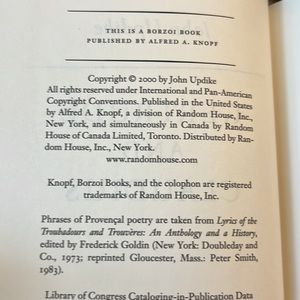 THIS IS A BORZOI BOOK
PUBLISHED BY ALFRED A. KNOPF
Copyright © 2000 by John Updike
All rights reserved under International and Pan-American
Copyright Conventions. Published in the United States
by Alfred A. Knopf, a division of Random House, Inc.,
New York, and simultaneously in Canada by Random
House of Canada Limited, Toronto. Distributed by Ran-
dom House, Inc., New York.
www.randomhouse.com
Knopf, Borzoi Books, and the colophon are registered
trademarks of Random House, Inc.
Phrases of Provençal poetry are taken from Lyrics of the
Troubadours and Trouvères: An Anthology and a History,
edited by Frederick Goldin (New York: Doubleday and
Co., 1973; reprinted Gloucester, Mass.: Peter Smith,
1983).
Library of Congress Cataloging-in-Publication Data